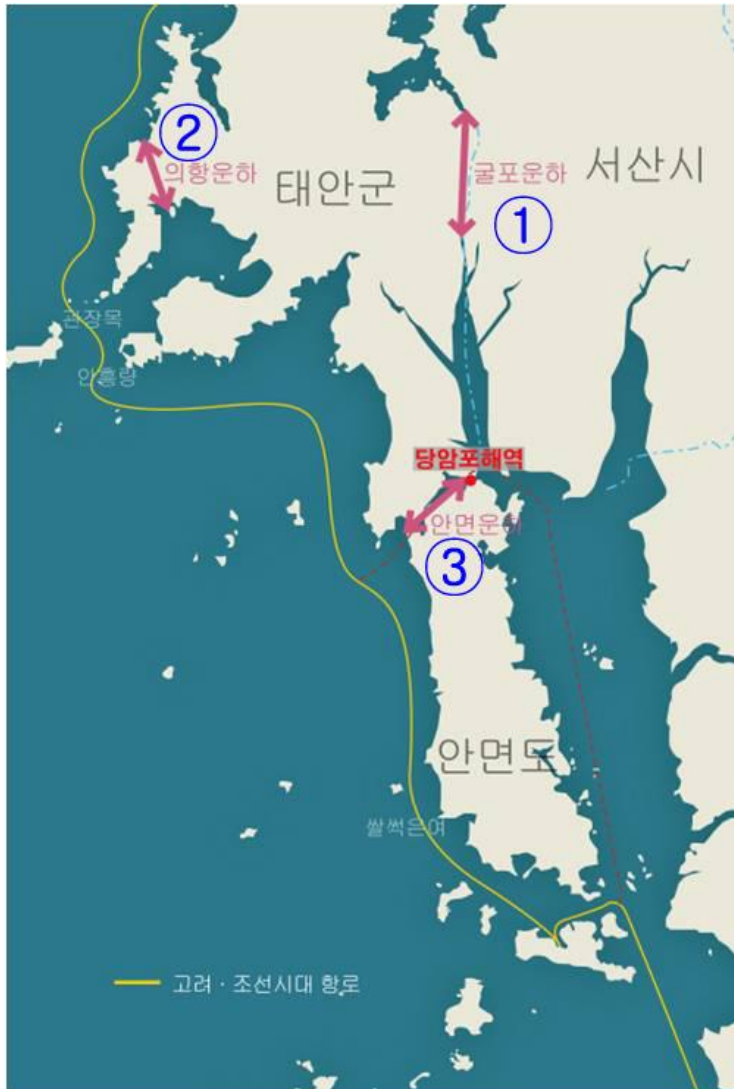 ②
의항운하
태안군
굴포운하
서산시
①
관장목
안흥량
당암포해역
안면운하
③
안면도
쌀썩은여
고려 · 조선시대 항로